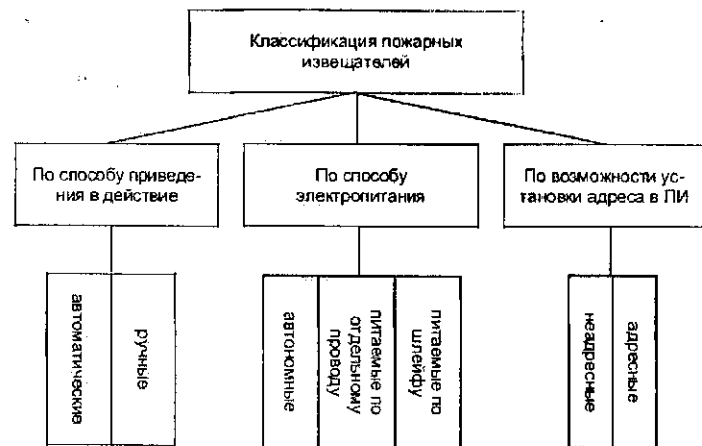 Классификация пожарных
извещателей
По способу приведе-
ния в действие
По способу
электропитания
По возможности ус-
тановки адреса в ПИ
автоматические
ручные
автономные
питаемые по
отдельному
проводу
питаемые по
шлейфу
неадресные
адресные